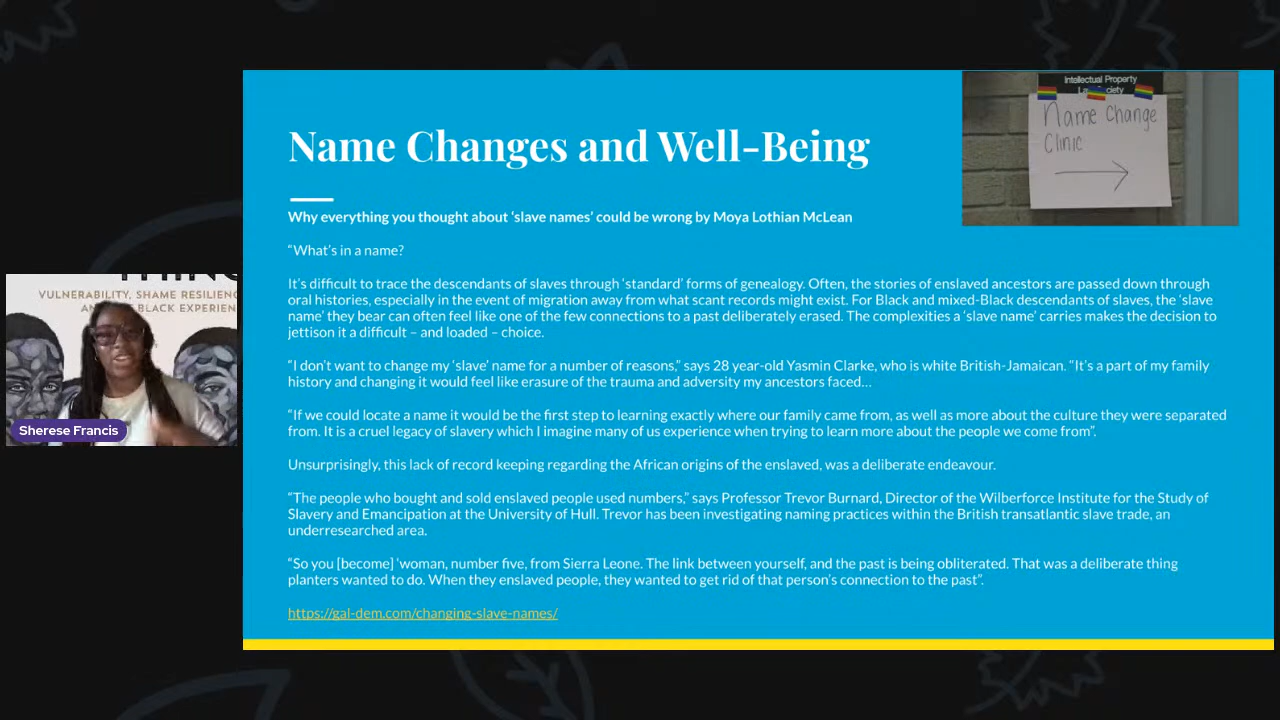 Intellectual Property
Name Change
Clinic
Name Changes and Well-Being
Why everything you thought about ‘slave names’ could be wrong by Moya Lothian McLean
“What’s in a name?
It’s difficult to trace the descendants of slaves through ‘standard’ forms of genealogy. Often, the stories of enslaved ancestors are passed down through
oral histories, especially in the event of migration away from what scant records might exist. For Black and mixed-Black descendants of slaves, the ‘slave
name’ they bear can often feel like one of the few connections to a past deliberately erased. The complexities a ‘slave name’ carries makes the decision to
jettison it a difficult – and loaded – choice.
“I don’t want to change my ‘slave’ name for a number of reasons,” says 28 year-old Yasmin Clarke, who is white British-Jamaican. “It’s a part of my family
history and changing it would feel like erasure of the trauma and adversity my ancestors faced…
“If we could locate a name it would be the first step to learning exactly where our family came from, as well as more about the culture they were separated
from. It is a cruel legacy of slavery which I imagine many of us experience when trying to learn more about the people we come from”.
Unsurprisingly, this lack of record keeping regarding the African origins of the enslaved, was a deliberate endeavour.
“The people who bought and sold enslaved people used numbers,” says Professor Trevor Burnard, Director of the Wilberforce Institute for the Study of
Slavery and Emancipation at the University of Hull. Trevor has been investigating naming practices within the British transatlantic slave trade, an
underresearched area.
“So you [become] ‘woman, number five, from Sierra Leone. The link between yourself, and the past is being obliterated. That was a deliberate thing
planters wanted to do. When they enslaved people, they wanted to get rid of that person’s connection to the past”.
https://gal-dem.com/changing-slave-names/
VULNERABILITY, SHAME RESILIENC
BLACK EXPERIEN
Sherese Francis